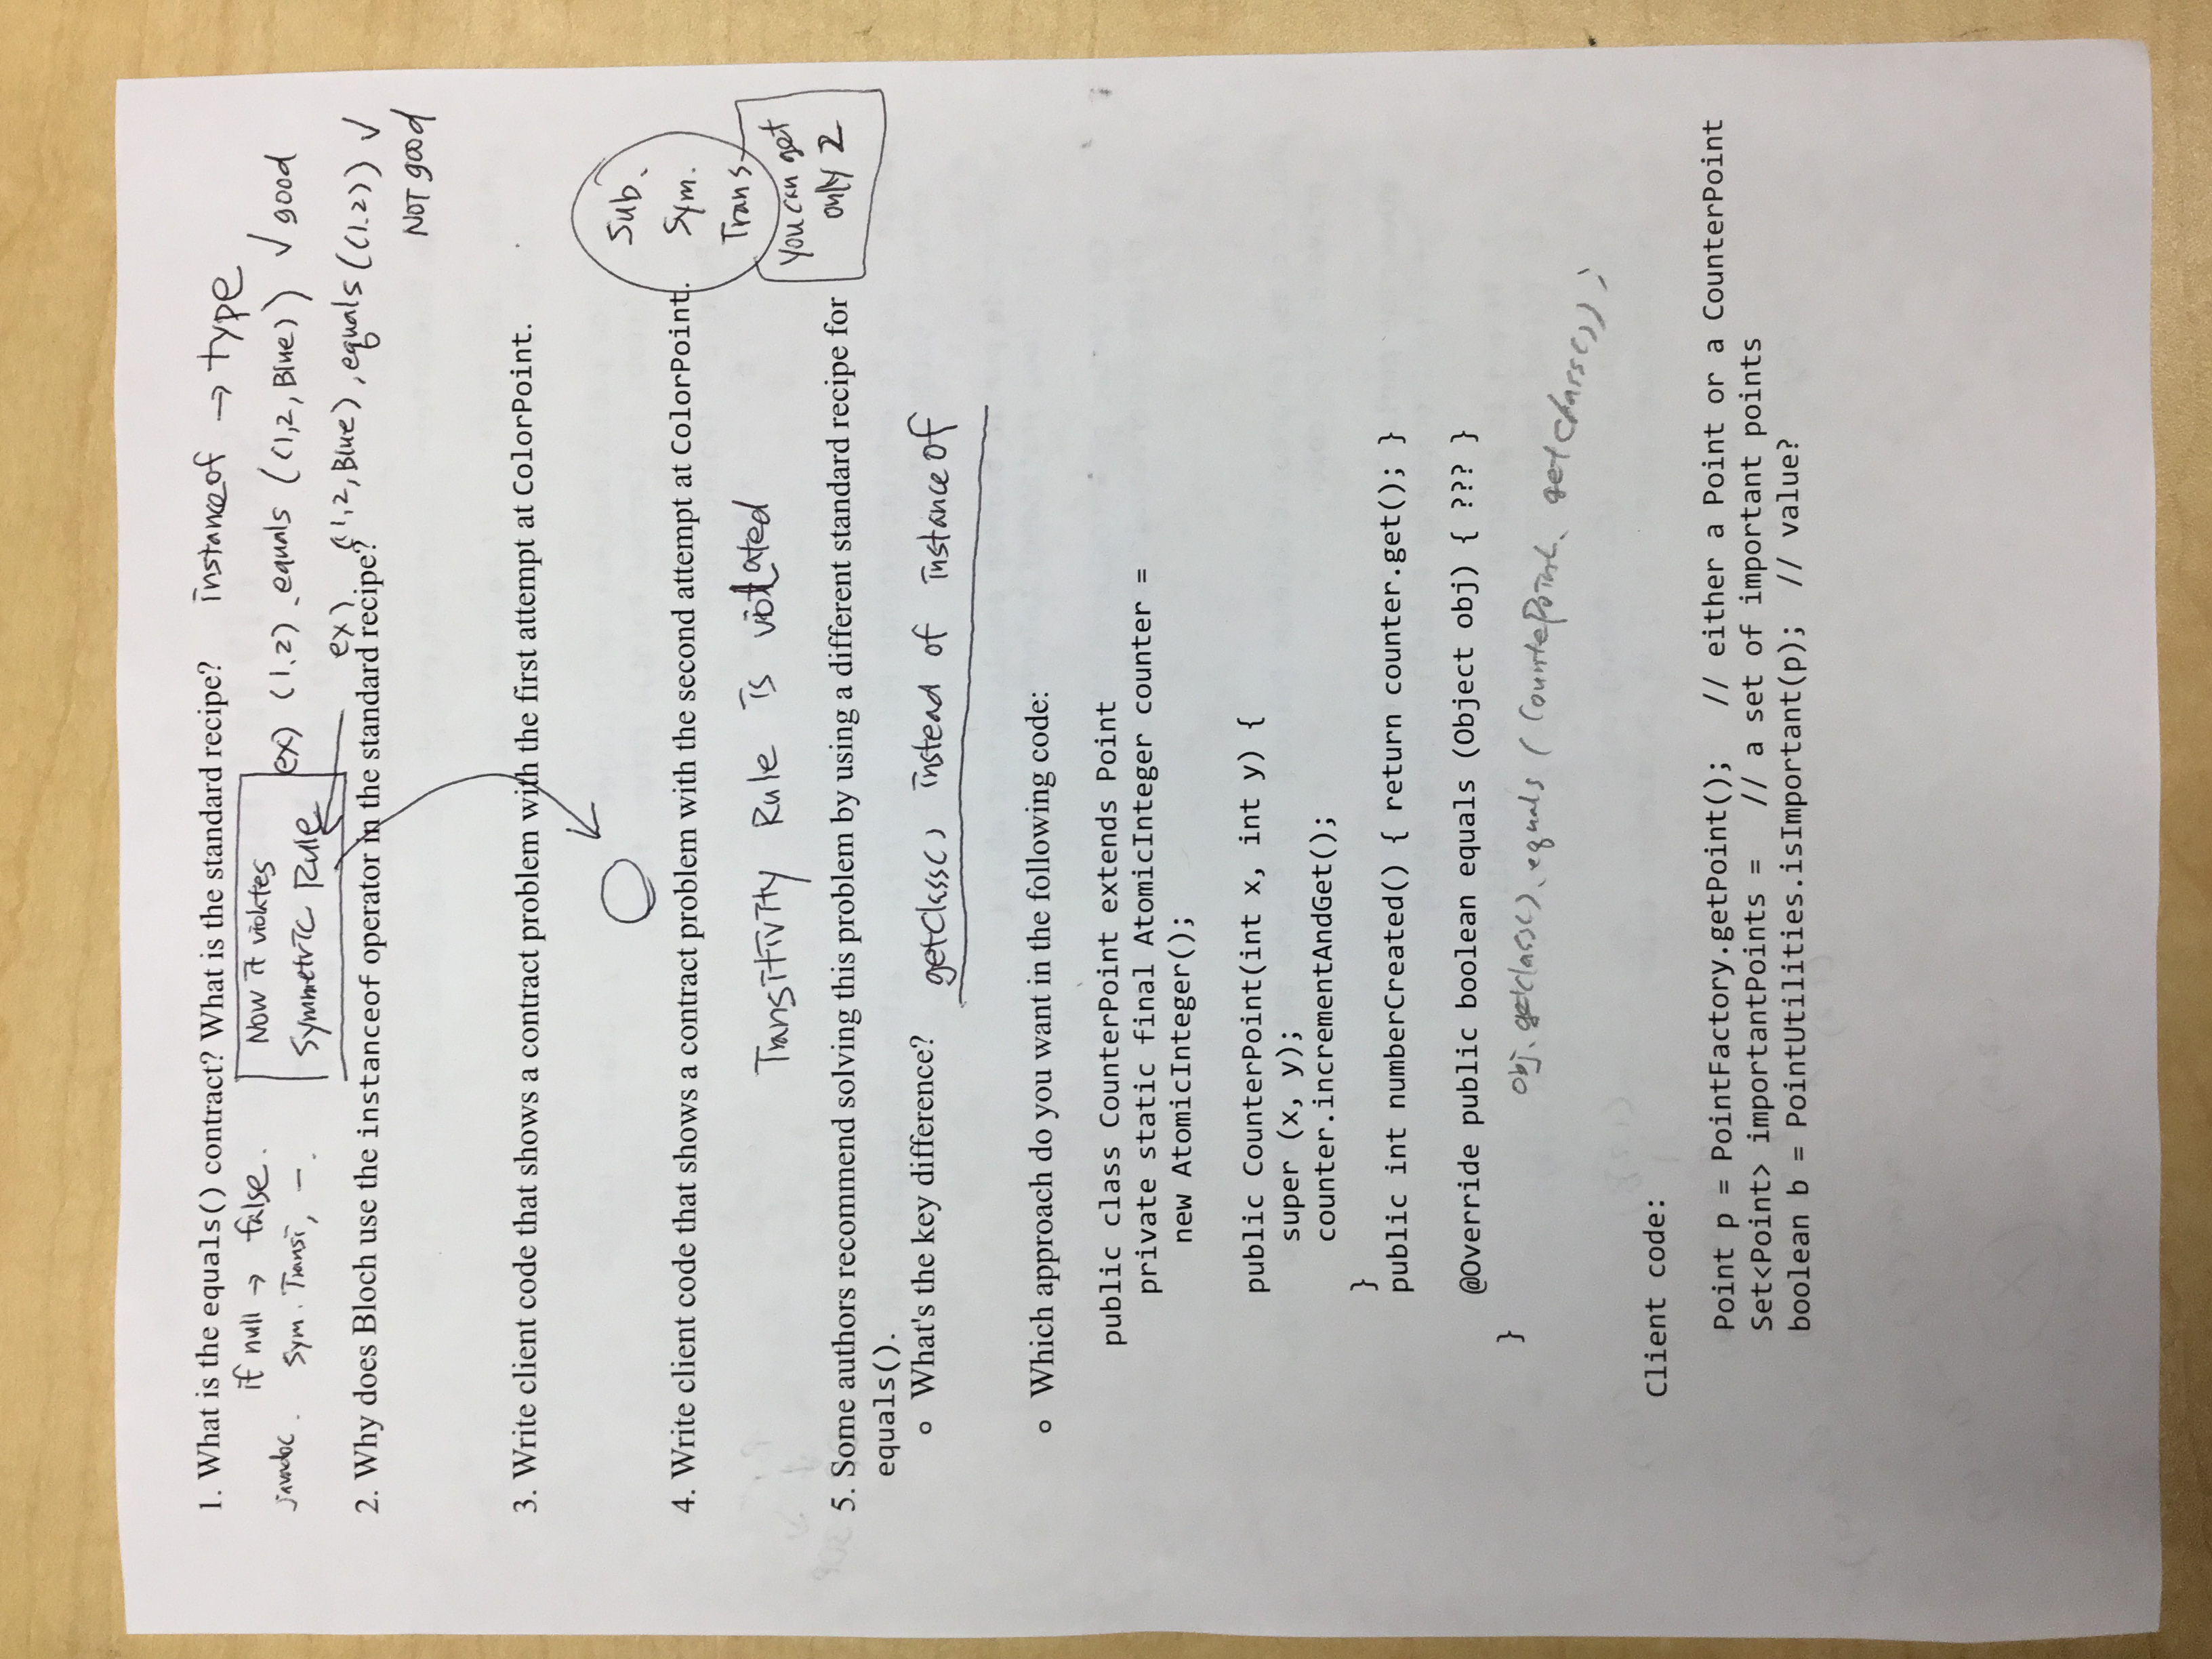 1. What is the equals() contract? What is the standard recipe? instanceof → type
if null → false.
javadoc. Sym. Transi, —.
Now it violates
Symmetric Rule
ex) (1.2).equals ((1,2, Blue)) √ good
ex) (1,2, Blue), equals ((1.2)) √
NOT good
2. Why does Bloch use the instanceof operator in the standard recipe?
3. Write client code that shows a contract problem with the first attempt at ColorPoint.
4. Write client code that shows a contract problem with the second attempt at ColorPoint.
Sub.
Sym.
Trans
You can get
only 2
Transitivity Rule is violated
5. Some authors recommend solving this problem by using a different standard recipe for
equals().
o What's the key difference? getClass() instead of instanceof
o Which approach do you want in the following code:
public class CounterPoint extends Point
private static final AtomicInteger counter =
new AtomicInteger();
public CounterPoint(int x, int y) {
super (x, y);
counter.incrementAndGet();
}
public int numberCreated() { return counter.get(); }
@Override public boolean equals (Object obj) { ??? }
}
obj.getclass().equals ( CountePoint. getclass());
Client code:
Point p = PointFactory.getPoint(); // either a Point or a CounterPoint
Set<Point> importantPoints = // a set of important points
boolean b = PointUtilities.isImportant(p); // value?